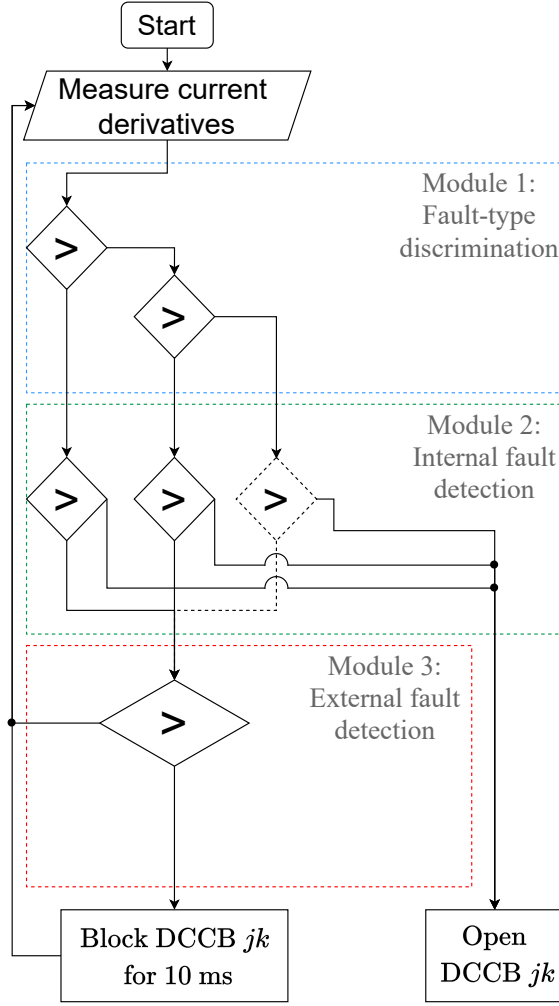 Start
Measure current
derivatives
Module 1:
Fault-type
discrimination
>
>
Module 2:
Internal fault
detection
>
>
>
Module 3:
External fault
detection
>
Block DCCB jk
for 10 ms
Open
DCCB jk